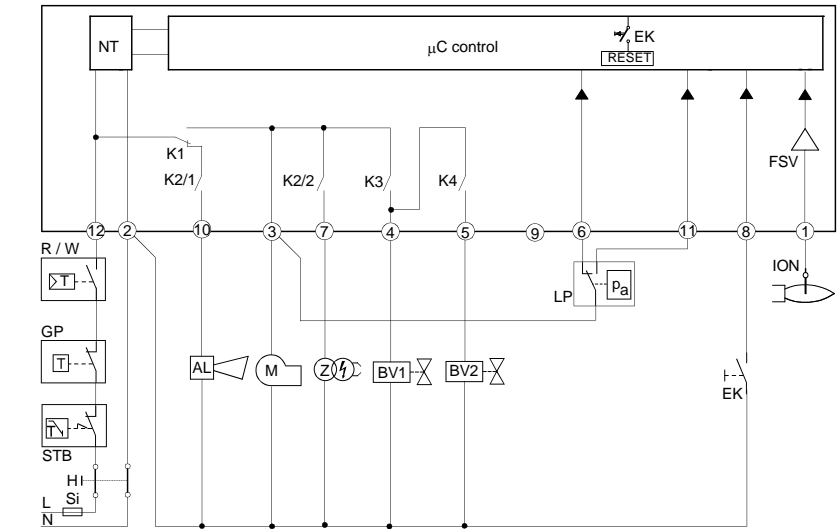 NT
µC control
EK
RESET
K1
FSV
K2/1
K2/2
K3
K4
12
2
10
3
7
4
5
9
6
11
8
1
R / W
T
ION
LP
pa
GP
T
AL
M
Z
BV1
BV2
EK
T
STB
H
Si
L
N